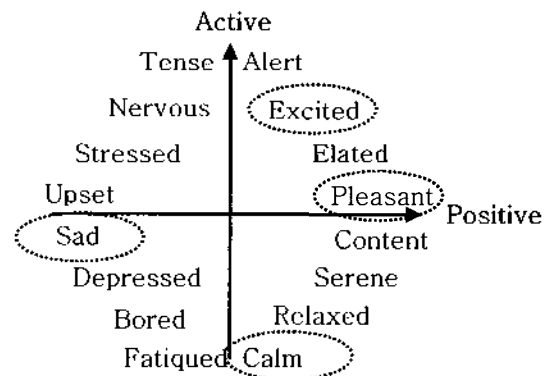 Active
Tense Alert
Nervous Excited
Stressed Elated
Upset Pleasant
Positive
Sad Content
Depressed Serene
Bored Relaxed
Fatiqued Calm